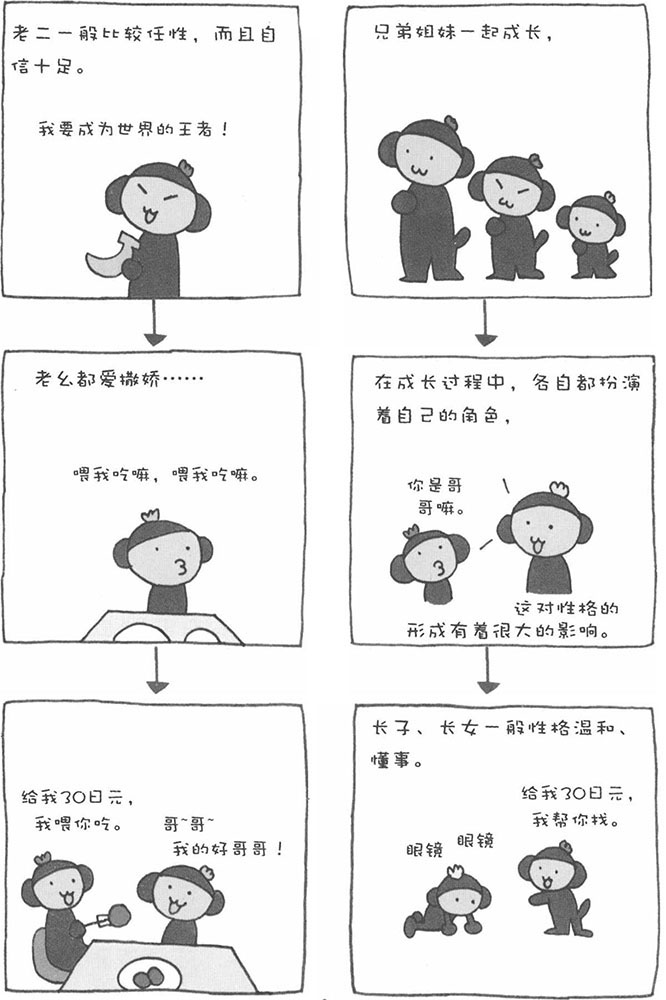 兄弟姐妹一起成长，
在成长过程中，各自都扮演
着自己的角色，
你是哥
哥嘛。
这对性格的
形成有着很大的影响。
长子、长女一般性格温和、
懂事。
给我30日元，
我帮你找。
眼镜
眼镜
老二一般比较任性，而且自
信十足。
我要成为世界的王者！
老幺都爱撒娇……
喂我吃嘛，喂我吃嘛。
给我30日元，
我喂你吃。
哥~哥~
我的好哥哥！